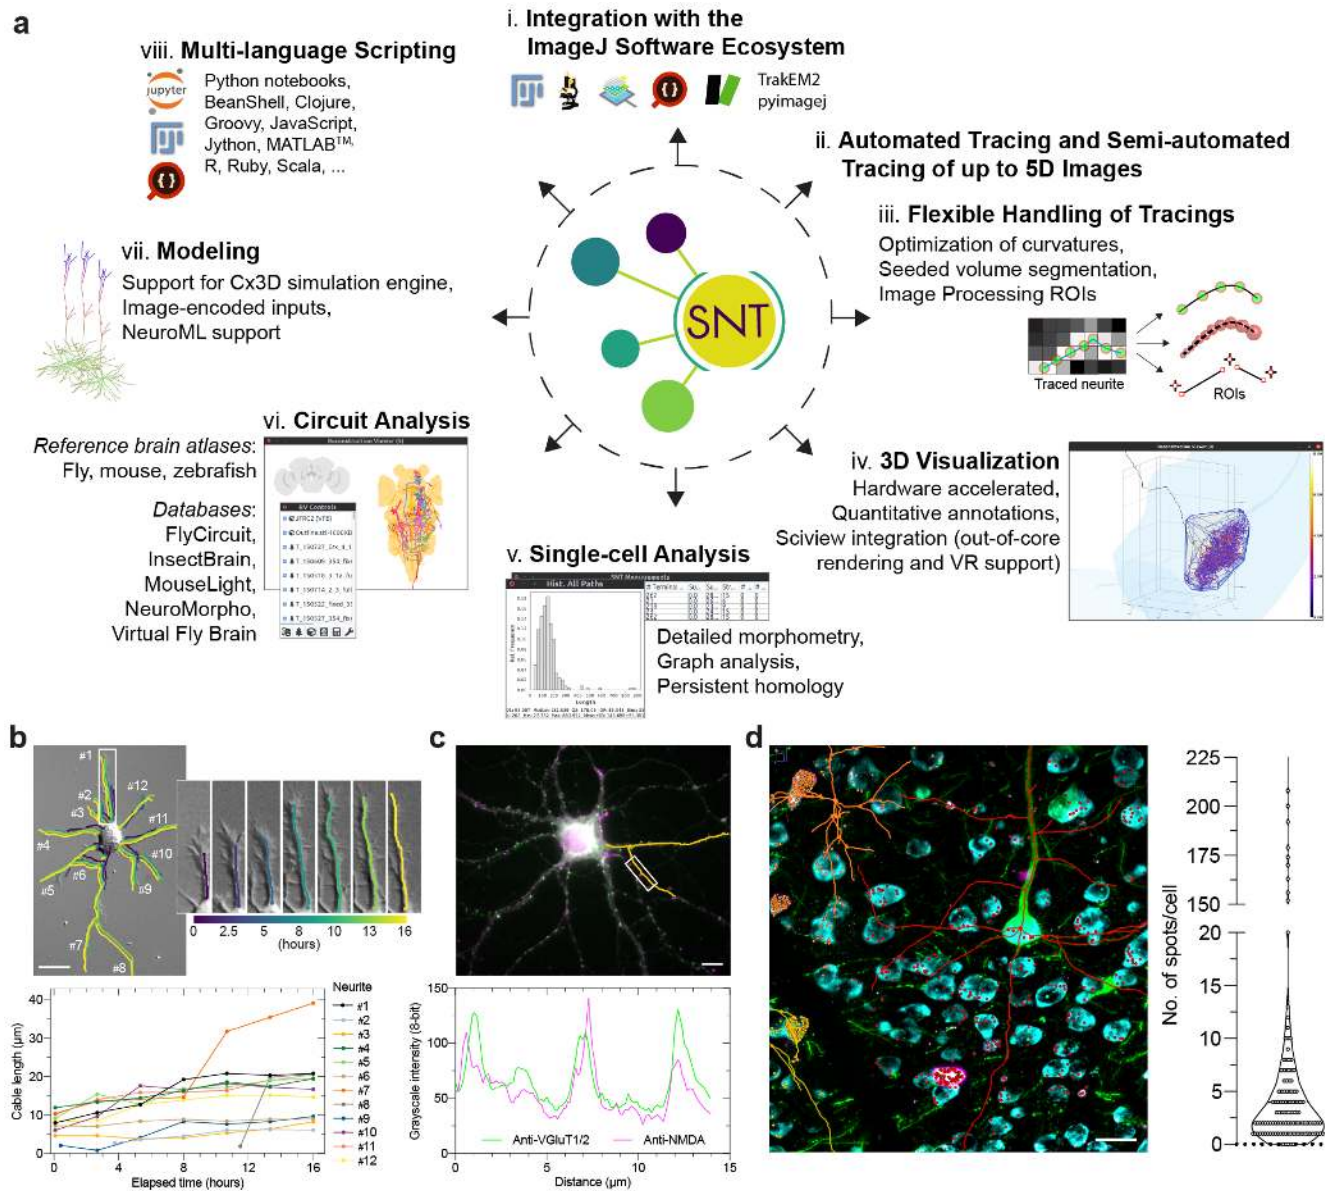 a
i. Integration with the
ImageJ Software Ecosystem
TrakEM2
pyimagej
viii. Multi-language Scripting
jupyter
Python notebooks,
BeanShell, Clojure,
Groovy, JavaScript,
Jython, MATLAB™,
R, Ruby, Scala, ...
ii. Automated Tracing and Semi-automated
Tracing of up to 5D Images
iii. Flexible Handling of Tracings
Optimization of curvatures,
Seeded volume segmentation,
Image Processing ROIs
Traced neurite
ROIs
vii. Modeling
Support for Cx3D simulation engine,
Image-encoded inputs,
NeuroML support
SNT
vi. Circuit Analysis
Reference brain atlases:
Fly, mouse, zebrafish
Databases:
FlyCircuit,
InsectBrain,
MouseLight,
NeuroMorpho,
Virtual Fly Brain
RV Controls
iv. 3D Visualization
Hardware accelerated,
Quantitative annotations,
Sciview integration (out-of-core
rendering and VR support)
v. Single-cell Analysis
SNT Measurements
Hist. All Paths
Length
Detailed morphometry,
Graph analysis,
Persistent homology
b
#1
#2
#3
#4
#5
#6
#7
#8
#9
#10
#11
#12
0 2.5 5 8 10 13 16
(hours)
Cable length (µm)
40
30
20
10
0
0 4 8 12 16
Elapsed time (hours)
Neurite
#1
#2
#3
#4
#5
#6
#7
#8
#9
#10
#11
#12
c
Grayscale intensity (8-bit)
150
100
50
0
Anti-VGluT1/2
Anti-NMDA
0 5 10 15
Distance (µm)
d
No. of spots/cell
225
200
175
150
20
15
10
5
0